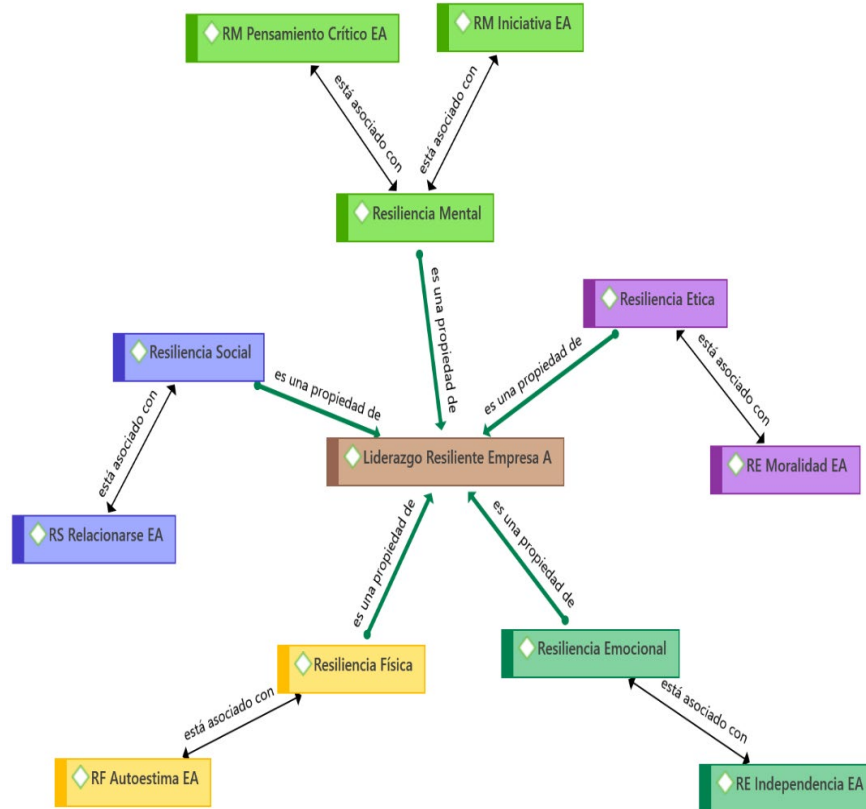 RM Pensamiento Crítico EA
RM Iniciativa EA
está asociado con
está asociado con
Resiliencia Mental
es una propiedad de
Resiliencia Etica
es una propiedad de
está asociado con
RE Moralidad EA
Resiliencia Social
es una propiedad de
está asociado con
RS Relacionarse EA
Liderazgo Resiliente Empresa A
es una propiedad de
es una propiedad de
Resiliencia Física
Resiliencia Emocional
está asociado con
está asociado con
RF Autoestima EA
RE Independencia EA